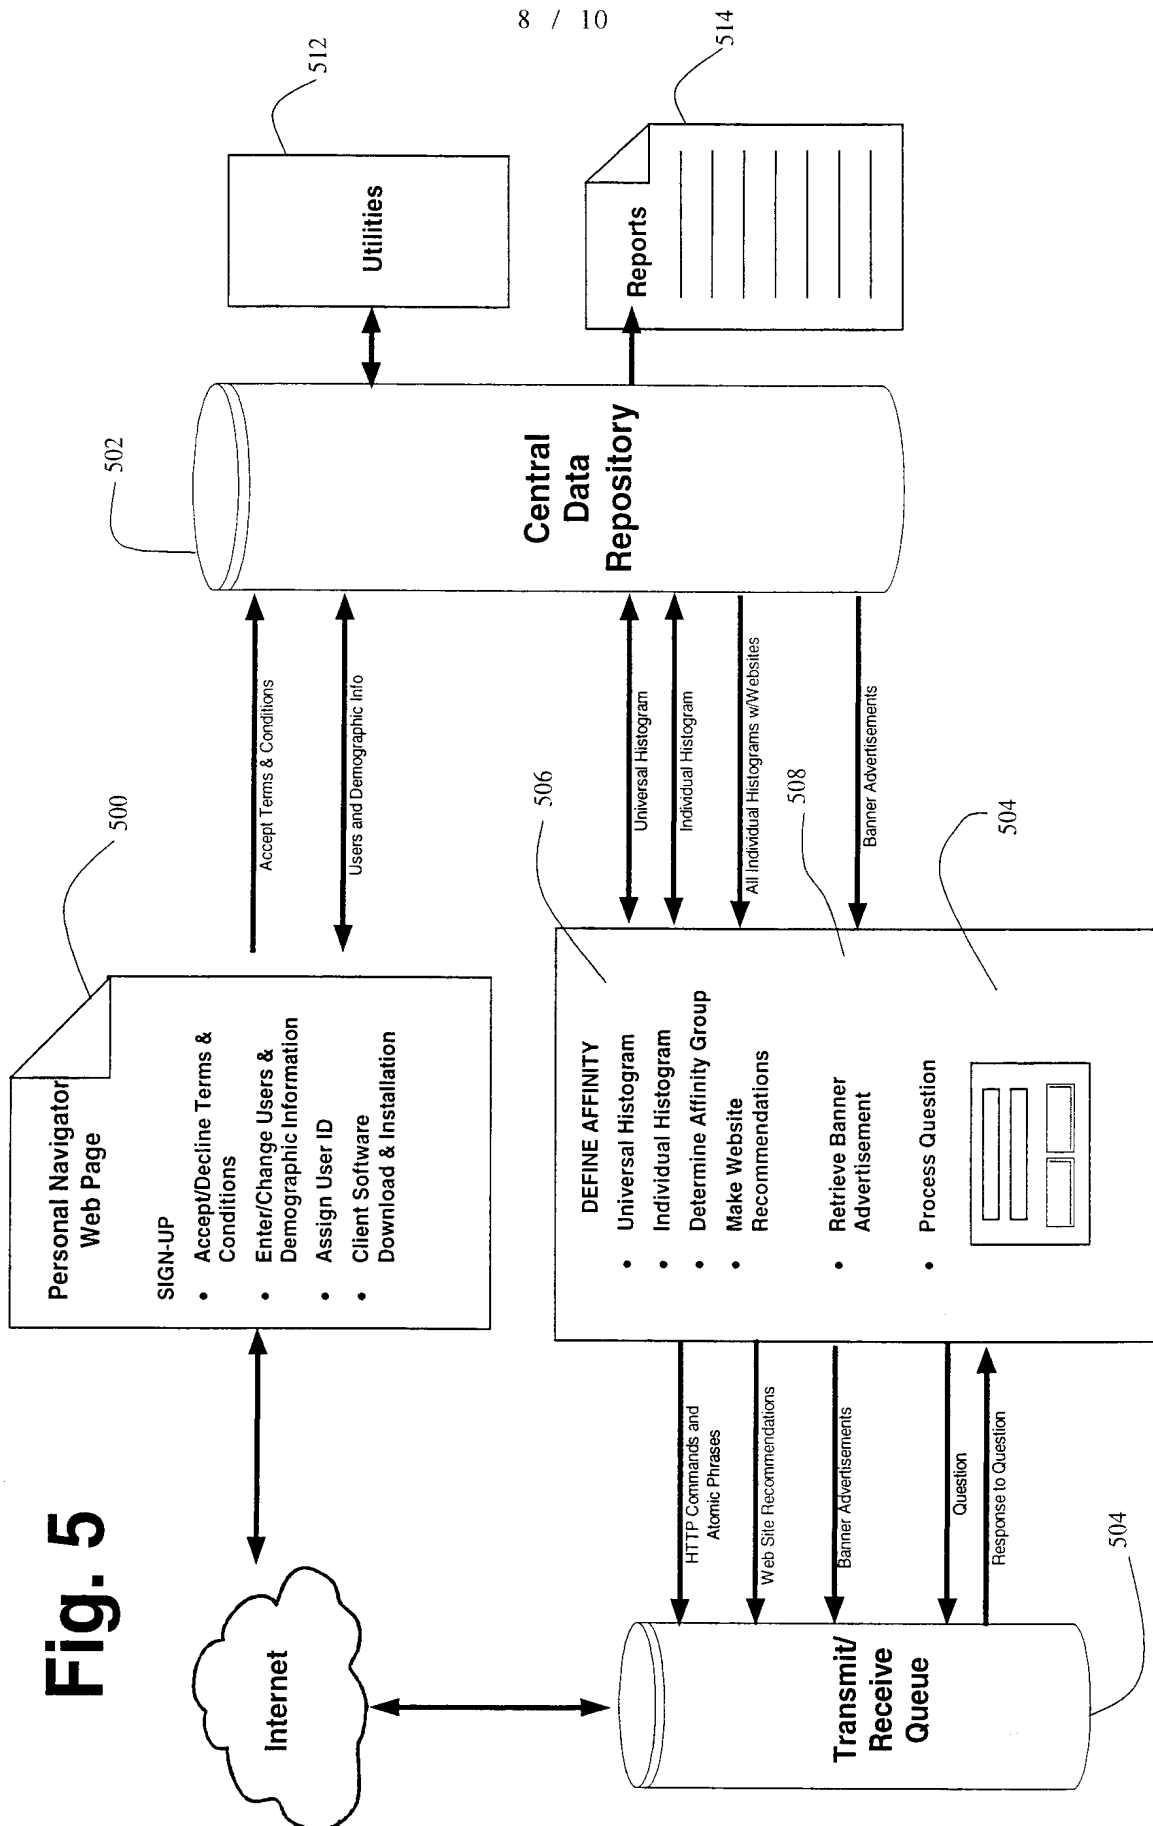 8 / 10
Fig. 5
Internet
Personal Navigator
Web Page
SIGN-UP
• Accept/Decline Terms &
Conditions
• Enter/Change Users &
Demographic Information
• Assign User ID
• Client Software
Download & Installation
500
Accept Terms & Conditions
Users and Demographic Info
502
Central
Data
Repository
Utilities
512
Reports
514
Transmit/
Receive
Queue
504
HTTP Commands and
Atomic Phrases
Web Site Recommendations
Banner Advertisements
Question
Response to Question
DEFINE AFFINITY
• Universal Histogram
• Individual Histogram
• Determine Affinity Group
• Make Website
Recommendations
• Retrieve Banner
Advertisement
• Process Question
506
508
504
Universal Histogram
Individual Histogram
All Individual Histograms w/Websites
Banner Advertisements